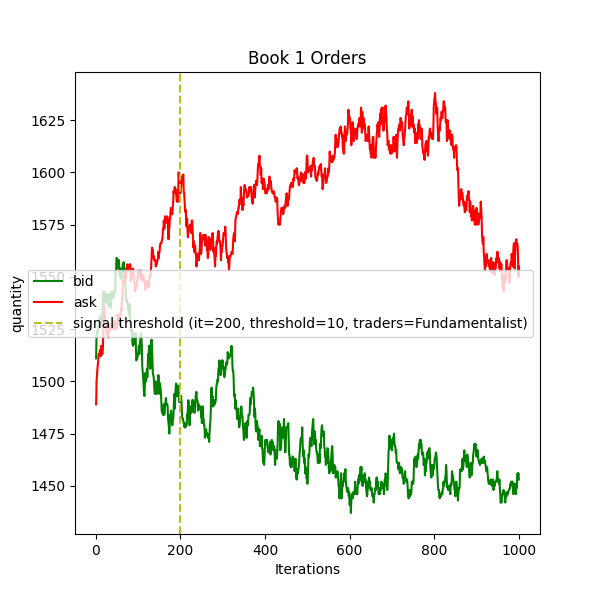 Book 1 Orders
1625
1600
1575
1550
1525
1500
1475
1450
quantity
bid
ask
signal threshold (it=200, threshold=10, traders=Fundamentalist)
0 200 400 600 800 1000
Iterations